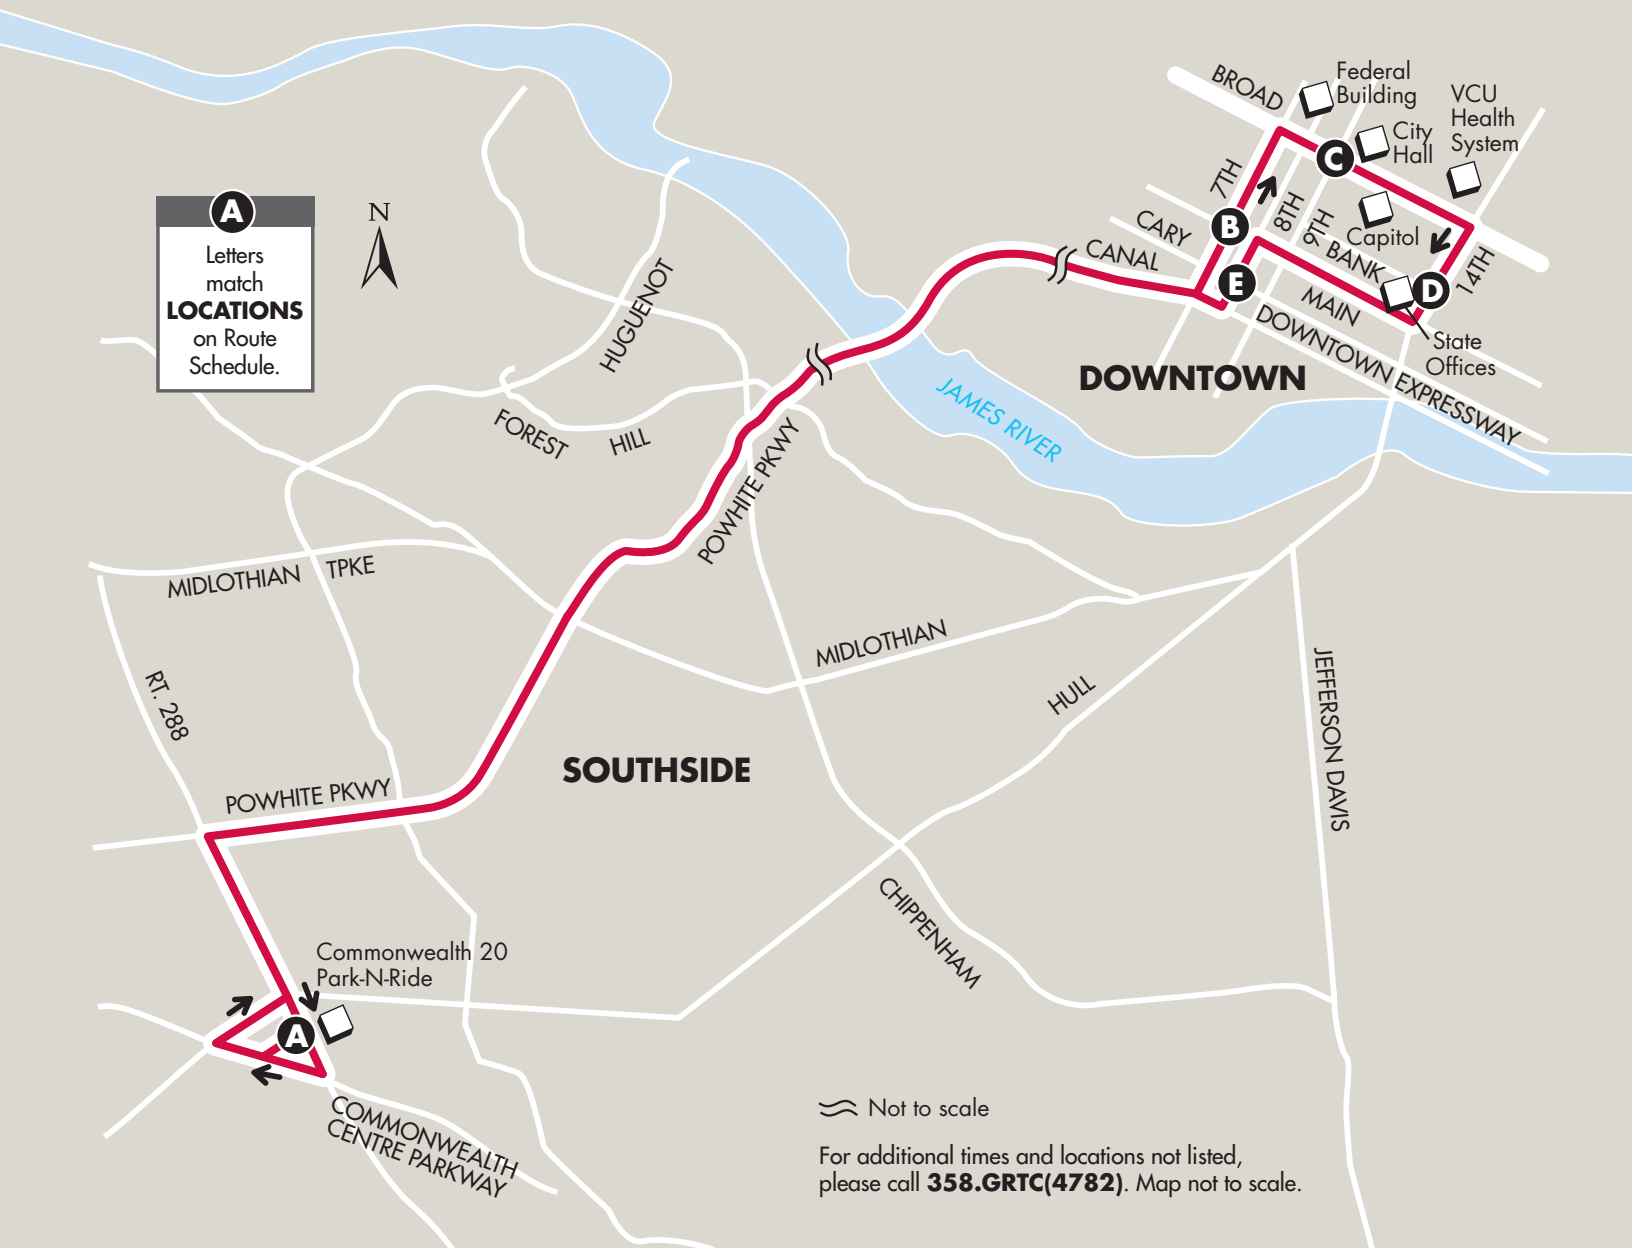 Federal
Building
VCU
Health
System
City
Hall
BROAD
C
7TH
8TH
9TH
B
CARY
CANAL
Capitol
BANK
14TH
E
D
MAIN
DOWNTOWN EXPRESSWAY
State
Offices
DOWNTOWN
A
Letters
match
LOCATIONS
on Route
Schedule.
N
HUGUENOT
FOREST HILL
JAMES RIVER
POWHITE PKWY
MIDLOTHIAN TPKE
MIDLOTHIAN
RT. 288
HULL
JEFFERSON DAVIS
SOUTHSIDE
POWHITE PKWY
CHIPPENHAM
Commonwealth 20
Park-N-Ride
A
COMMONWEALTH
CENTRE PARKWAY
Not to scale
For additional times and locations not listed,
please call 358.GRTC(4782). Map not to scale.